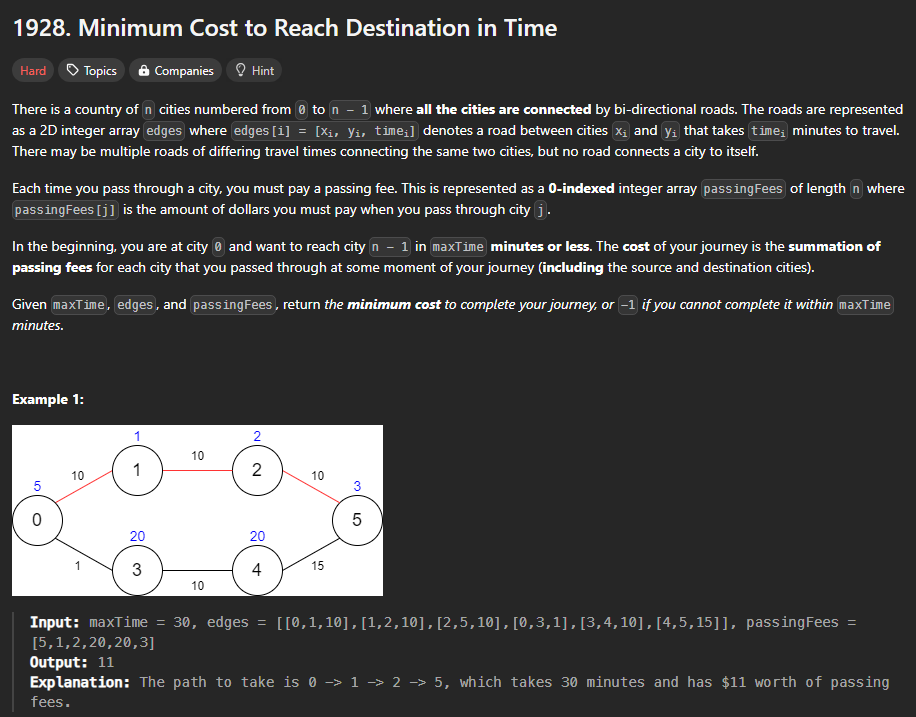 1928. Minimum Cost to Reach Destination in Time
Hard Topics Companies Hint
There is a country of n cities numbered from 0 to n - 1 where all the cities are connected by bi-directional roads. The roads are represented
as a 2D integer array edges where edges[i] = [xi, yi, timei] denotes a road between cities xi and yi that takes timei minutes to travel.
There may be multiple roads of differing travel times connecting the same two cities, but no road connects a city to itself.
Each time you pass through a city, you must pay a passing fee. This is represented as a 0-indexed integer array passingFees of length n where
passingFees[j] is the amount of dollars you must pay when you pass through city j.
In the beginning, you are at city 0 and want to reach city n - 1 in maxTime minutes or less. The cost of your journey is the summation of
passing fees for each city that you passed through at some moment of your journey (including the source and destination cities).
Given maxTime, edges, and passingFees, return the minimum cost to complete your journey, or -1 if you cannot complete it within maxTime
minutes.
Example 1:
1 2
10
10 1 2 10
5 3
0 5
20 20
1 3 4 15
10
Input: maxTime = 30, edges = [[0,1,10],[1,2,10],[2,5,10],[0,3,1],[3,4,10],[4,5,15]], passingFees =
[5,1,2,20,20,3]
Output: 11
Explanation: The path to take is 0 -> 1 -> 2 -> 5, which takes 30 minutes and has $11 worth of passing
fees.